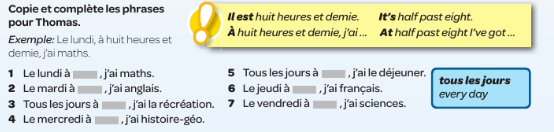 Copie et complète les phrases
pour Thomas.
Exemple: Le lundi, à huit heures et
demie, j'ai maths.
Il est huit heures et demie. It's half past eight.
À huit heures et demie, j'ai ... At half past eight I've got ...
1 Le lundi à , j'ai maths.
2 Le mardi à , j'ai anglais.
3 Tous les jours à , j'ai la récréation.
4 Le mercredi à , j'ai histoire-géo.
5 Tous les jours à , j'ai le déjeuner.
6 Le jeudi à , j'ai français.
7 Le vendredi à , j'ai sciences.
tous les jours
every day